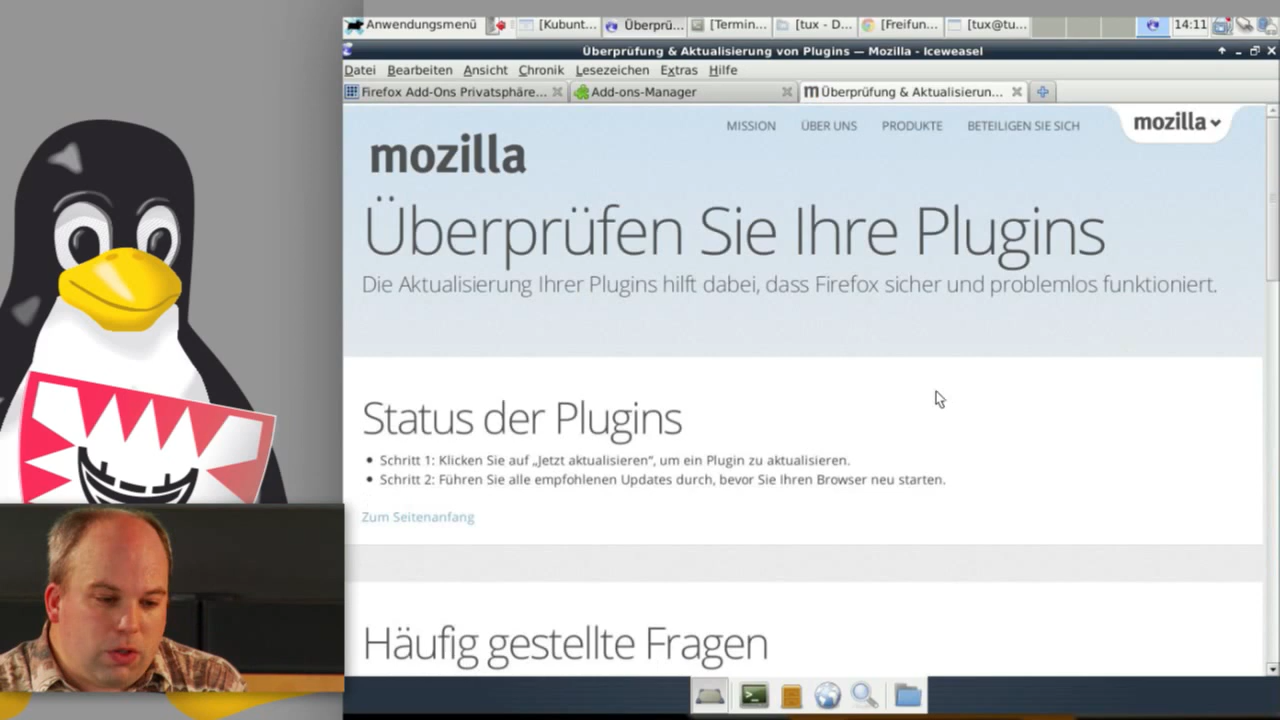 Anwendungsmenü
[Kubunt...
Überprü...
[Termin...
[tux - D...
[Freifun...
[tux@tu...
14:11
Überprüfung & Aktualisierung von Plugins — Mozilla - Iceweasel
Datei Bearbeiten Ansicht Chronik Lesezeichen Extras Hilfe
Firefox Add-Ons Privatsphäre...
Add-ons-Manager
m Überprüfung & Aktualisierun...
MISSION ÜBER UNS PRODUKTE BETEILIGEN SIE SICH
mozilla
mozilla
Überprüfen Sie Ihre Plugins
Die Aktualisierung Ihrer Plugins hilft dabei, dass Firefox sicher und problemlos funktioniert.
Status der Plugins
• Schritt 1: Klicken Sie auf „Jetzt aktualisieren“, um ein Plugin zu aktualisieren.
• Schritt 2: Führen Sie alle empfohlenen Updates durch, bevor Sie Ihren Browser neu starten.
Zum Seitenanfang
Häufig gestellte Fragen